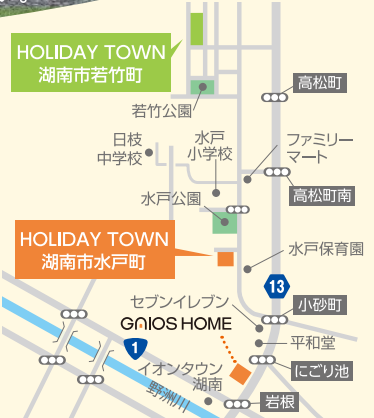 HOLIDAY TOWN
湖南市若竹町
高松町
若竹公園
日枝
中学校
水戸
小学校
ファミリー
マート
高松町南
水戸公園
HOLIDAY TOWN
湖南市水戸町
水戸保育園
13
セブンイレブン
小砂町
GAIOS HOME
1
平和堂
イオンタウン
湖南
にごり池
野洲川
岩根